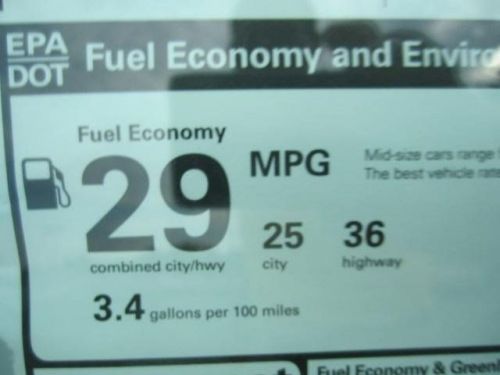 EPA
DOT
Fuel Economy and Enviro
Fuel Economy
29
MPG
Mid-size cars range
The best vehicle rate
combined city/hwy
25
city
36
highway
3.4 gallons per 100 miles
Fuel Economy & Green